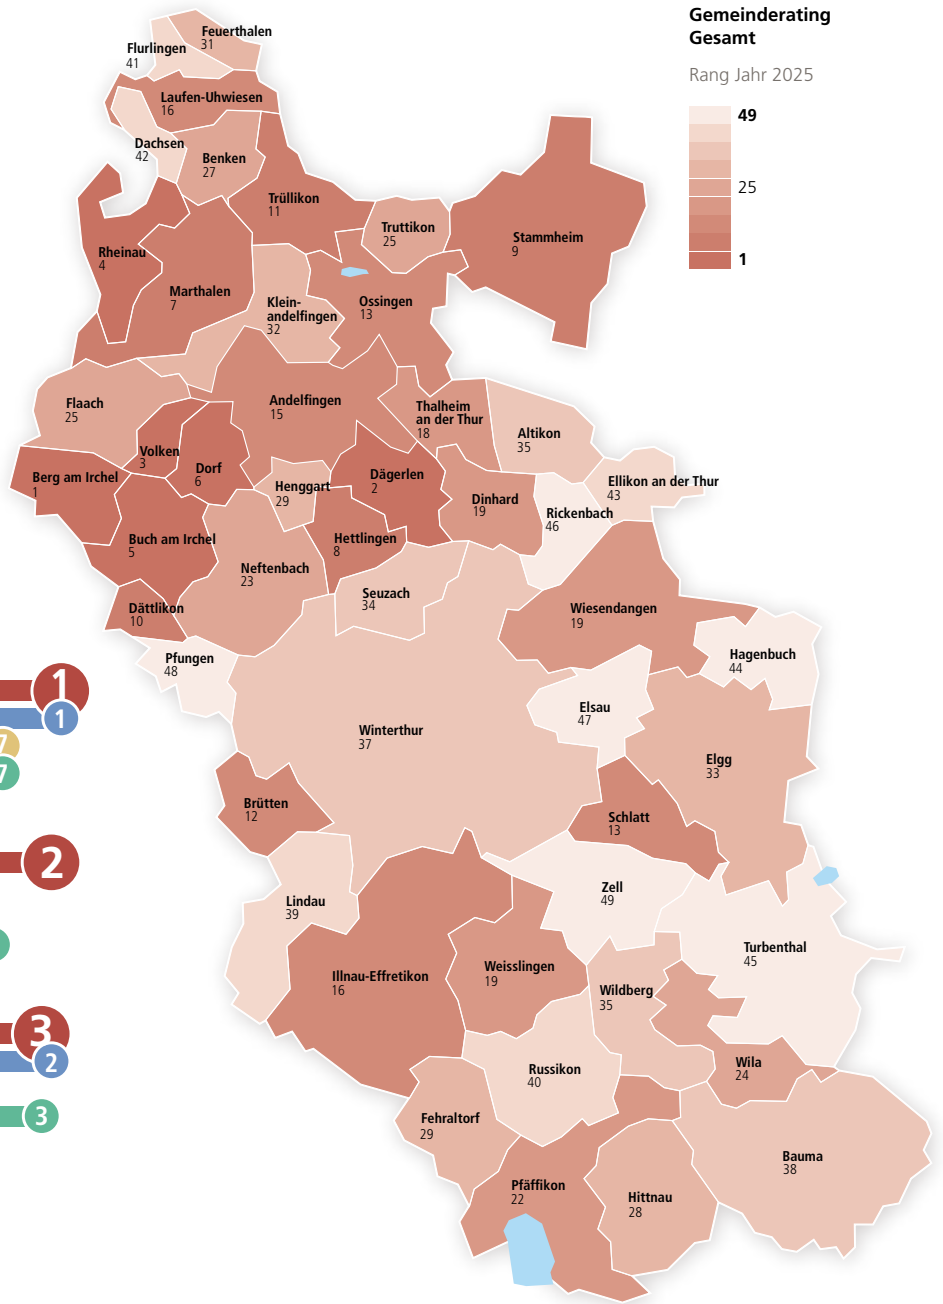 Gemeinderating
Gesamt
Rang Jahr 2025
49
25
1
Feuerthalen
31
Flurlingen
41
Laufen-Uhwiesen
16
Dachsen
42
Benken
27
Trüllikon
11
Truttikon
25
Stammheim
9
Rheinau
4
Marthalen
7
Klein-
andelfingen
32
Ossingen
13
Flaach
25
Andelfingen
15
Thalheim
an der Thur
18
Altikon
35
Volken
3
Dorf
6
Berg am Irchel
1
Henggart
29
Dägerlen
2
Dinhard
19
Ellikon an der Thur
43
Rickenbach
46
Buch am Irchel
5
Hettlingen
8
Neftenbach
23
Seuzach
34
Dättlikon
10
Wiesendangen
19
Pfungen
48
Hagenbuch
44
Elsau
47
Winterthur
37
Elgg
33
Brütten
12
Schlatt
13
Lindau
39
Zell
49
Turbenthal
45
Illnau-Effretikon
16
Weisslingen
19
Wildberg
35
Wila
24
Russikon
40
Fehraltorf
29
Bauma
38
Pfäffikon
22
Hittnau
28
1
1
7
7
2
3
2
3